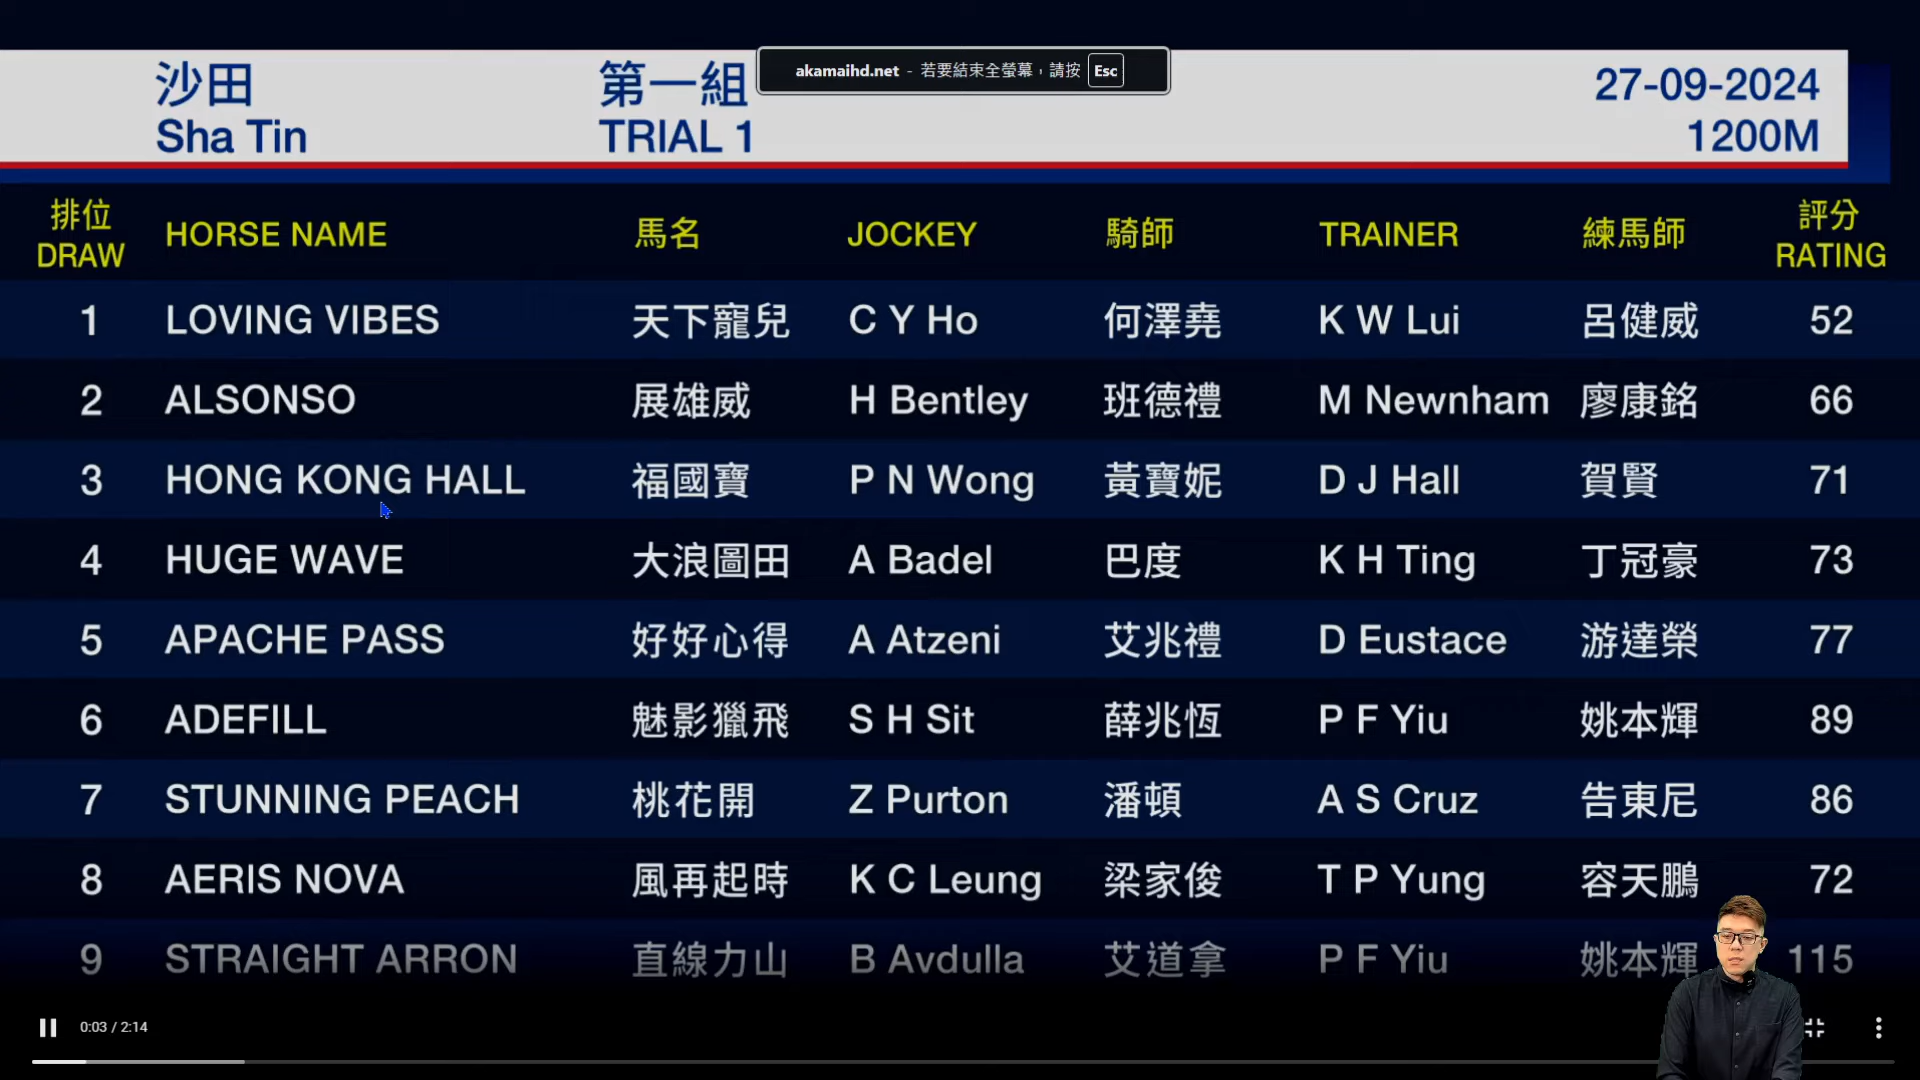 akamaihd.net - 若要結束全螢幕，請按 Esc
沙田 第一組 27-09-2024
Sha Tin TRIAL 1 1200M
排位 DRAW HORSE NAME 馬名 JOCKEY 騎師 TRAINER 練馬師 評分 RATING
1 LOVING VIBES 天下寵兒 C Y Ho 何澤堯 K W Lui 呂健威 52
2 ALSONSO 展雄威 H Bentley 班德禮 M Newnham 廖康銘 66
3 HONG KONG HALL 福國寶 P N Wong 黃寶妮 D J Hall 賀賢 71
4 HUGE WAVE 大浪圖田 A Badel 巴度 K H Ting 丁冠豪 73
5 APACHE PASS 好好心得 A Atzeni 艾兆禮 D Eustace 游達榮 77
6 ADEFILL 魅影獵飛 S H Sit 薛兆恆 P F Yiu 姚本輝 89
7 STUNNING PEACH 桃花開 Z Purton 潘頓 A S Cruz 告東尼 86
8 AERIS NOVA 風再起時 K C Leung 梁家俊 T P Yung 容天鵬 72
9 STRAIGHT ARRON 直線力山 B Avdulla 艾道拿 P F Yiu 姚本輝 115
0:03 / 2:14